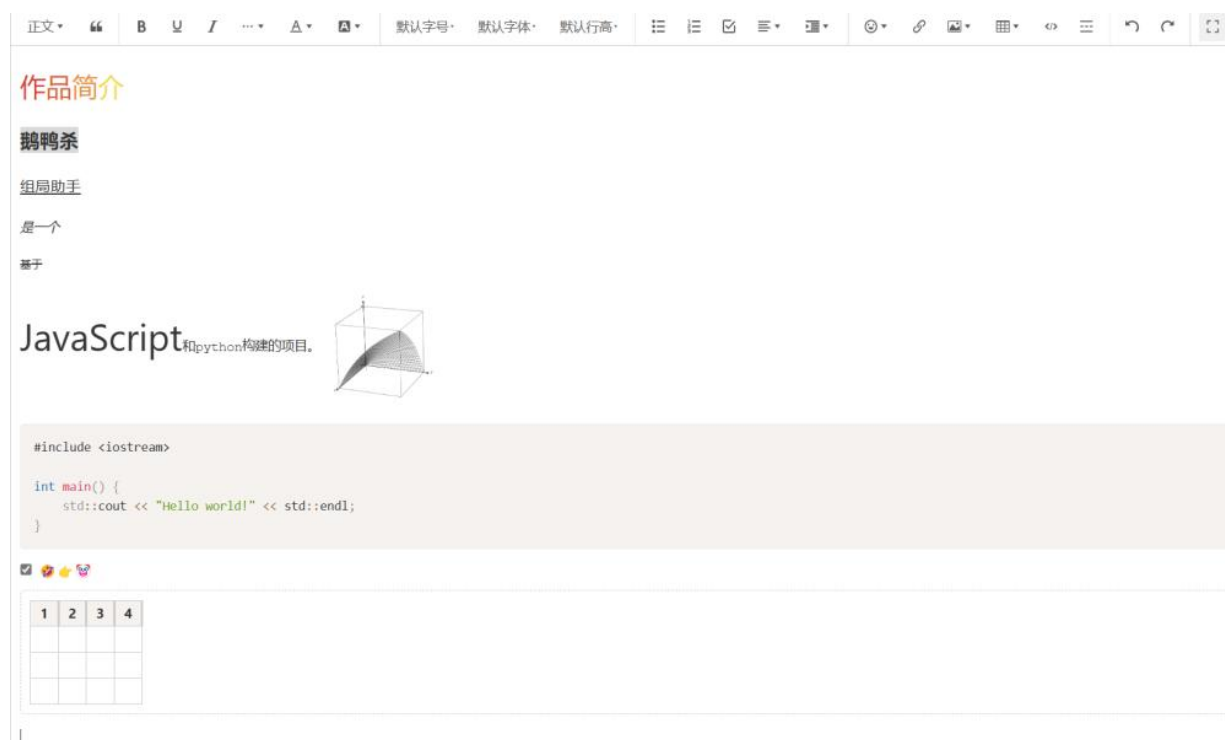 正文 B U I ... A A 默认字号 默认字体 默认行高
作品简介
鹅鸭杀
组局助手
是一个
基于
JavaScript和python构建的项目。
#include <iostream>
int main() {
    std::cout << "Hello world!" << std::endl;
}
🤣👉🤡
1 2 3 4